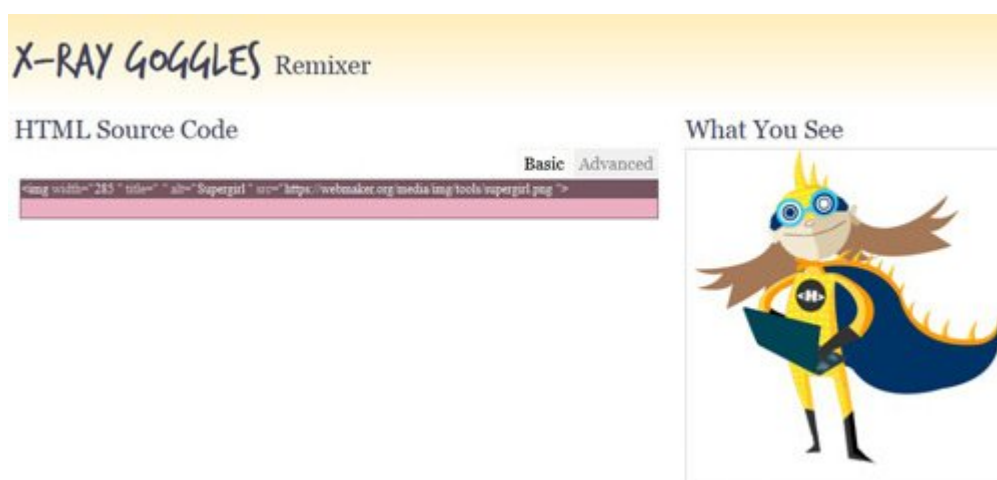 X-RAY GOGGLES Remixer
HTML Source Code
What You See
Basic Advanced
<img width="285 " title=" " alt="Supergirl " src="https://webmaker.org/media/img/tools/supergirl.png ">
<H>